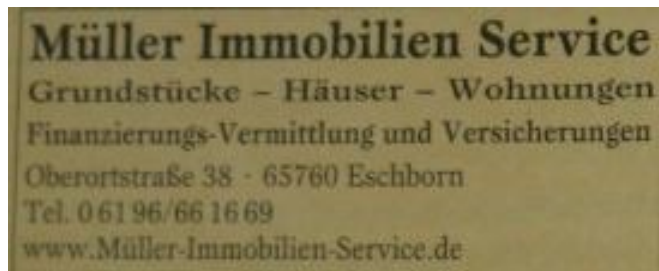 Müller Immobilien Service
Grundstücke – Häuser – Wohnungen
Finanzierungs-Vermittlung und Versicherungen
Oberortstraße 38 · 65760 Eschborn
Tel. 0 61 96/66 16 69
www.Müller-Immobilien-Service.de